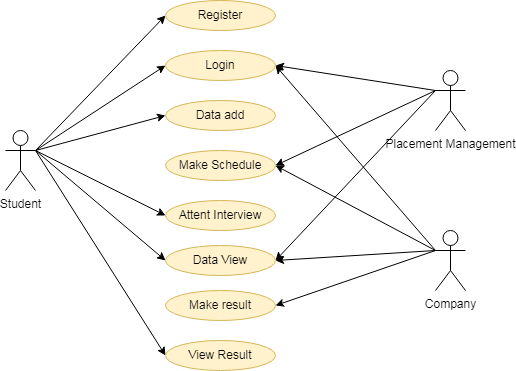 Register
Login
Data add
Placement Management
Make Schedule
Student
Attent Interview
Data View
Make result
Company
View Result